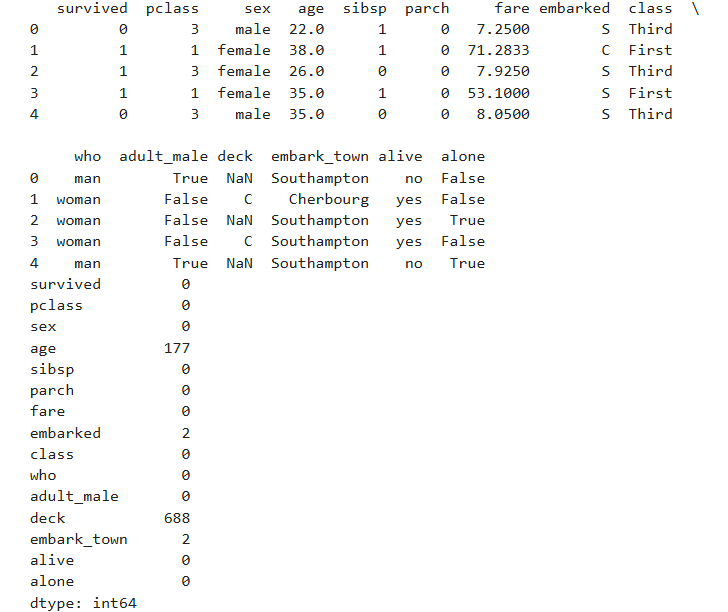 survived  pclass     sex   age  sibsp  parch     fare embarked  class  \
0         0       3    male  22.0      1      0   7.2500        S  Third
1         1       1  female  38.0      1      0  71.2833        C  First
2         1       3  female  26.0      0      0   7.9250        S  Third
3         1       1  female  35.0      1      0  53.1000        S  First
4         0       3    male  35.0      0      0   8.0500        S  Third
     who  adult_male deck  embark_town alive  alone
0    man        True  NaN  Southampton    no  False
1  woman       False    C    Cherbourg   yes  False
2  woman       False  NaN  Southampton   yes   True
3  woman       False    C  Southampton   yes  False
4    man        True  NaN  Southampton    no   True
survived         0
pclass           0
sex              0
age            177
sibsp            0
parch            0
fare             0
embarked         2
class            0
who              0
adult_male       0
deck           688
embark_town      2
alive            0
alone            0
dtype: int64